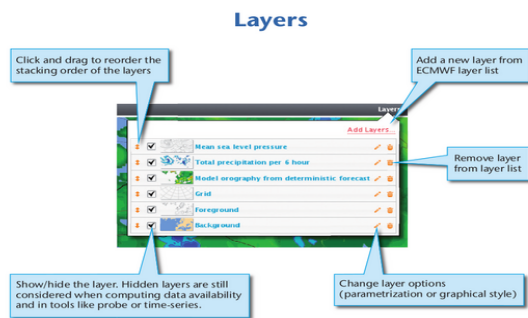 Layers
Click and drag to reorder the
stacking order of the layers
Add a new layer from
ECMWF layer list
Layers
Add Layers...
Mean sea level pressure
Total precipitation per 6 hour
Model orography from deterministic forecast
Grid
Foreground
Background
Remove layer
from layer list
Show/hide the layer. Hidden layers are still
considered when computing data availability
and in tools like probe or time-series.
Change layer options
(parametrization or graphical style)